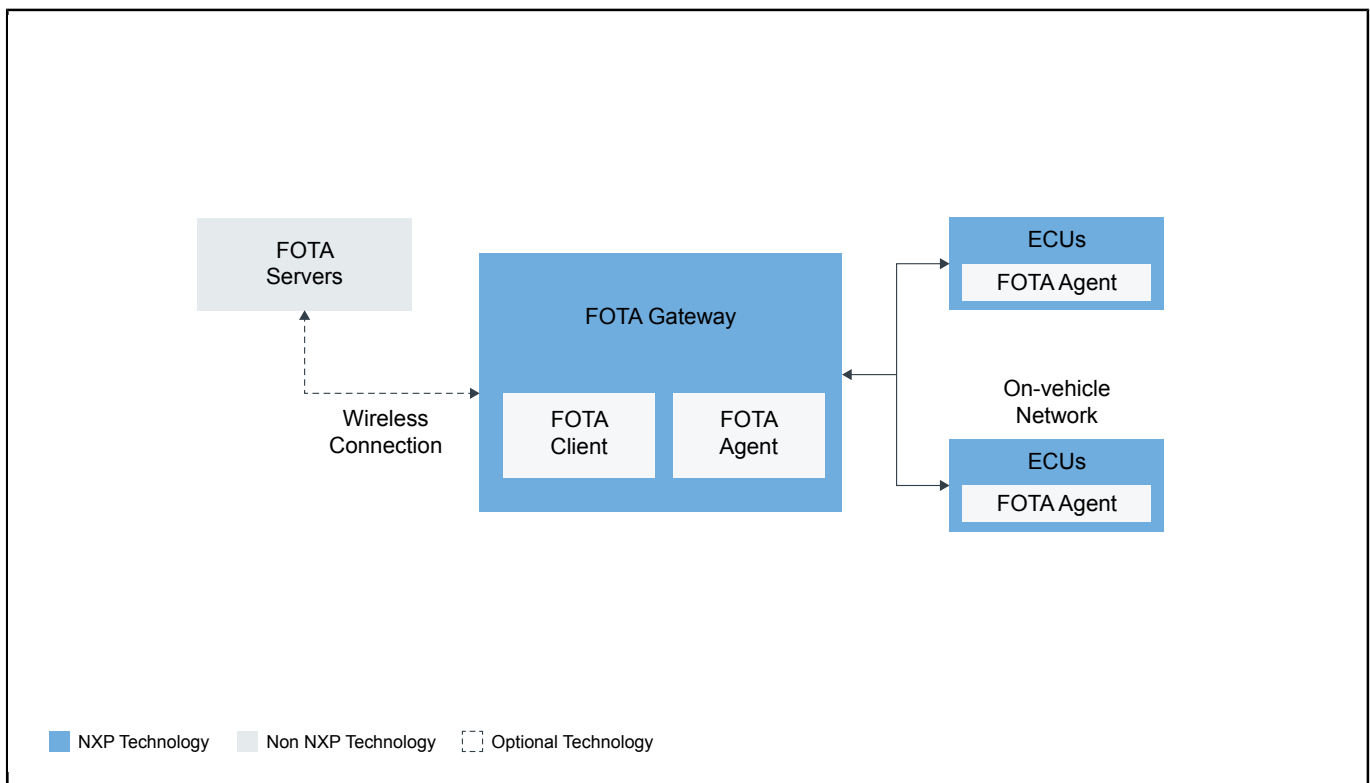 FOTA
Servers
Wireless
Connection
FOTA Gateway
FOTA
Client
FOTA
Agent
ECUs
FOTA Agent
On-vehicle
Network
ECUs
FOTA Agent
NXP Technology
Non NXP Technology
Optional Technology